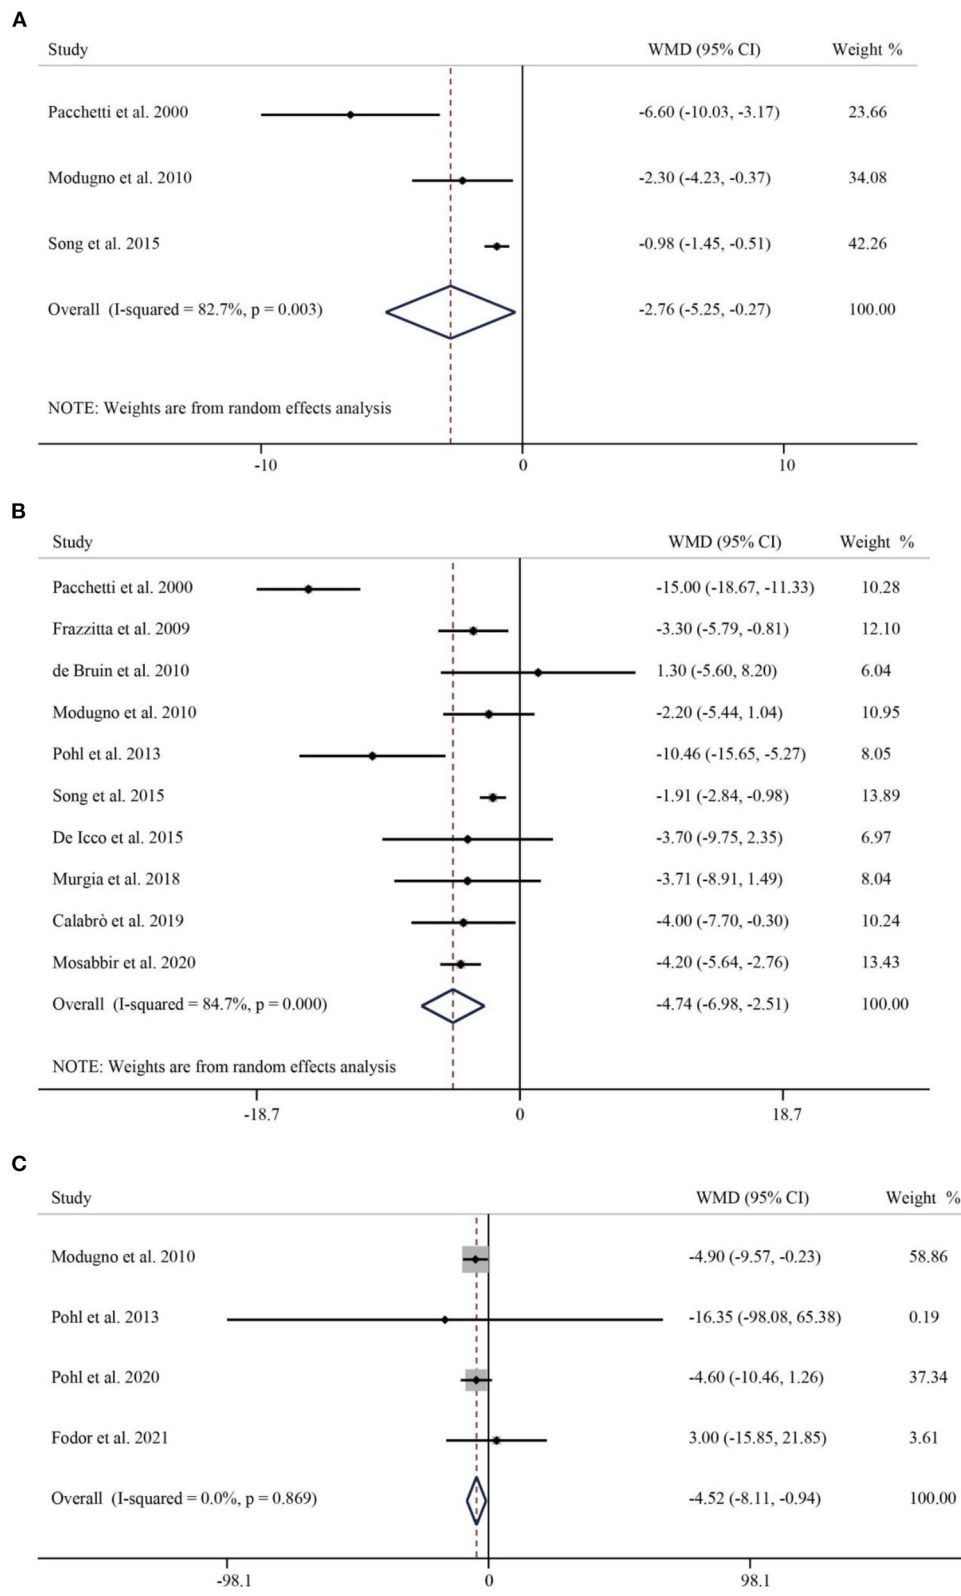 A
Study WMD (95% CI) Weight %
Pacchetti et al. 2000 -6.60 (-10.03, -3.17) 23.66
Modugno et al. 2010 -2.30 (-4.23, -0.37) 34.08
Song et al. 2015 -0.98 (-1.45, -0.51) 42.26
Overall (I-squared = 82.7%, p = 0.003) -2.76 (-5.25, -0.27) 100.00
NOTE: Weights are from random effects analysis
-10 0 10
B
Study WMD (95% CI) Weight %
Pacchetti et al. 2000 -15.00 (-18.67, -11.33) 10.28
Frazzitta et al. 2009 -3.30 (-5.79, -0.81) 12.10
de Bruin et al. 2010 1.30 (-5.60, 8.20) 6.04
Modugno et al. 2010 -2.20 (-5.44, 1.04) 10.95
Pohl et al. 2013 -10.46 (-15.65, -5.27) 8.05
Song et al. 2015 -1.91 (-2.84, -0.98) 13.89
De Icco et al. 2015 -3.70 (-9.75, 2.35) 6.97
Murgia et al. 2018 -3.71 (-8.91, 1.49) 8.04
Calabrò et al. 2019 -4.00 (-7.70, -0.30) 10.24
Mosabbir et al. 2020 -4.20 (-5.64, -2.76) 13.43
Overall (I-squared = 84.7%, p = 0.000) -4.74 (-6.98, -2.51) 100.00
NOTE: Weights are from random effects analysis
-18.7 0 18.7
C
Study WMD (95% CI) Weight %
Modugno et al. 2010 -4.90 (-9.57, -0.23) 58.86
Pohl et al. 2013 -16.35 (-98.08, 65.38) 0.19
Pohl et al. 2020 -4.60 (-10.46, 1.26) 37.34
Fodor et al. 2021 3.00 (-15.85, 21.85) 3.61
Overall (I-squared = 0.0%, p = 0.869) -4.52 (-8.11, -0.94) 100.00
-98.1 0 98.1